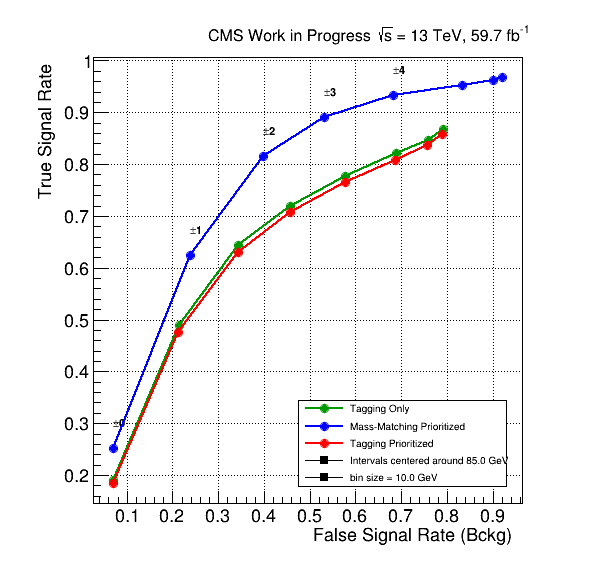 CMS Work in Progress √s = 13 TeV, 59.7 fb⁻¹
True Signal Rate
1
0.9
0.8
0.7
0.6
0.5
0.4
0.3
0.2
±0
±1
±2
±3
±4
Tagging Only
Mass-Matching Prioritized
Tagging Prioritized
Intervals centered around 85.0 GeV
bin size = 10.0 GeV
0.1 0.2 0.3 0.4 0.5 0.6 0.7 0.8 0.9
False Signal Rate (Bckg)